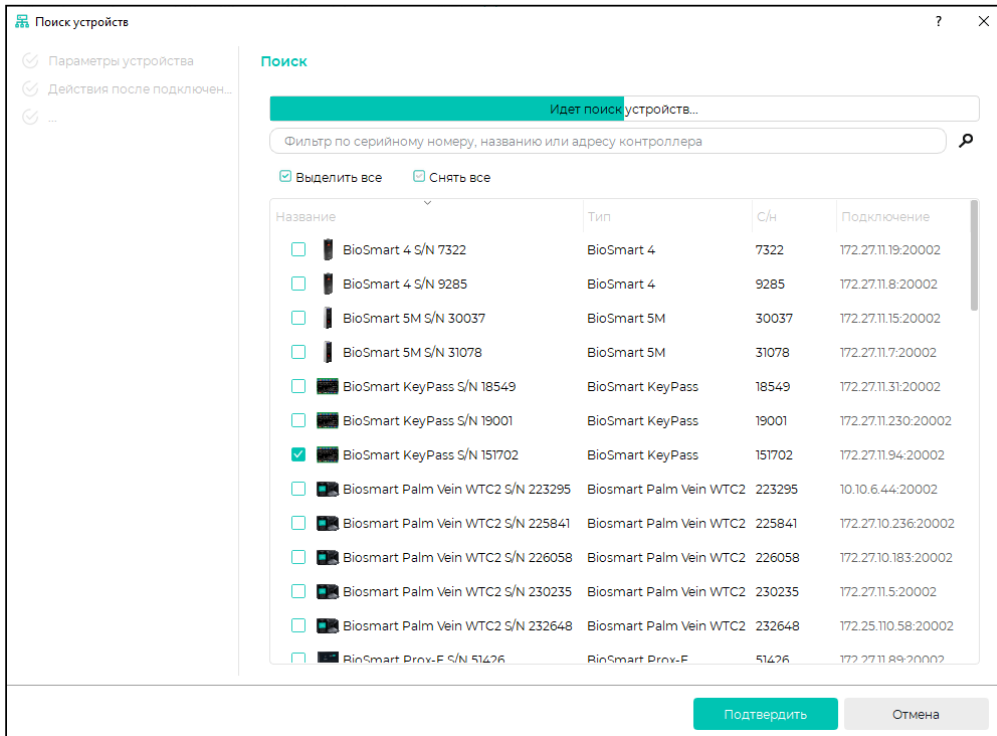 Поиск устройств
?
Параметры устройства
Действия после подключен...
...
Поиск
Идет поиск устройств...
Фильтр по серийному номеру, названию или адресу контроллера
Выделить все Снять все
Название Тип С/н Подключение
BioSmart 4 S/N 7322 BioSmart 4 7322 172.27.11.19:20002
BioSmart 4 S/N 9285 BioSmart 4 9285 172.27.11.8:20002
BioSmart 5M S/N 30037 BioSmart 5M 30037 172.27.11.15:20002
BioSmart 5M S/N 31078 BioSmart 5M 31078 172.27.11.7:20002
BioSmart KeyPass S/N 18549 BioSmart KeyPass 18549 172.27.11.31:20002
BioSmart KeyPass S/N 19001 BioSmart KeyPass 19001 172.27.11.230:20002
BioSmart KeyPass S/N 151702 BioSmart KeyPass 151702 172.27.11.94:20002
Biosmart Palm Vein WTC2 S/N 223295 Biosmart Palm Vein WTC2 223295 10.10.6.44:20002
Biosmart Palm Vein WTC2 S/N 225841 Biosmart Palm Vein WTC2 225841 172.27.10.236:20002
Biosmart Palm Vein WTC2 S/N 226058 Biosmart Palm Vein WTC2 226058 172.27.10.183:20002
Biosmart Palm Vein WTC2 S/N 230235 Biosmart Palm Vein WTC2 230235 172.27.11.5:20002
Biosmart Palm Vein WTC2 S/N 232648 Biosmart Palm Vein WTC2 232648 172.25.110.58:20002
BioSmart Prox-E S/N 51426 BioSmart Prox-E 51426 172.27.11.89:20002
Подтвердить Отмена